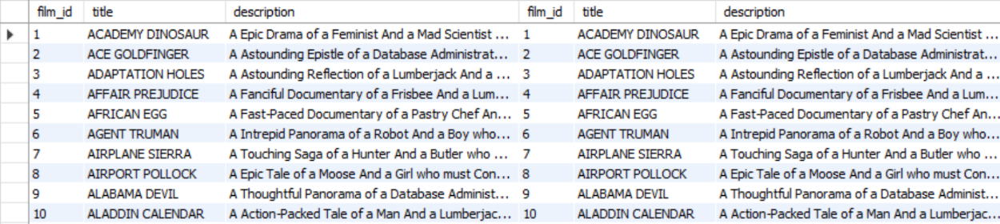 film_id title description film_id title description
1 ACADEMY DINOSAUR A Epic Drama of a Feminist And a Mad Scientist ... 1 ACADEMY DINOSAUR A Epic Drama of a Feminist And a Mad Scientist ...
2 ACE GOLDFINGER A Astounding Epistle of a Database Administrat... 2 ACE GOLDFINGER A Astounding Epistle of a Database Administrat...
3 ADAPTATION HOLES A Astounding Reflection of a Lumberjack And a ... 3 ADAPTATION HOLES A Astounding Reflection of a Lumberjack And a ...
4 AFFAIR PREJUDICE A Fanciful Documentary of a Frisbee And a Lum... 4 AFFAIR PREJUDICE A Fanciful Documentary of a Frisbee And a Lum...
5 AFRICAN EGG A Fast-Paced Documentary of a Pastry Chef An... 5 AFRICAN EGG A Fast-Paced Documentary of a Pastry Chef An...
6 AGENT TRUMAN A Intrepid Panorama of a Robot And a Boy who... 6 AGENT TRUMAN A Intrepid Panorama of a Robot And a Boy who...
7 AIRPLANE SIERRA A Touching Saga of a Hunter And a Butler who ... 7 AIRPLANE SIERRA A Touching Saga of a Hunter And a Butler who ...
8 AIRPORT POLLOCK A Epic Tale of a Moose And a Girl who must Con... 8 AIRPORT POLLOCK A Epic Tale of a Moose And a Girl who must Con...
9 ALABAMA DEVIL A Thoughtful Panorama of a Database Administ... 9 ALABAMA DEVIL A Thoughtful Panorama of a Database Administ...
10 ALADDIN CALENDAR A Action-Packed Tale of a Man And a Lumberjac... 10 ALADDIN CALENDAR A Action-Packed Tale of a Man And a Lumberjac...